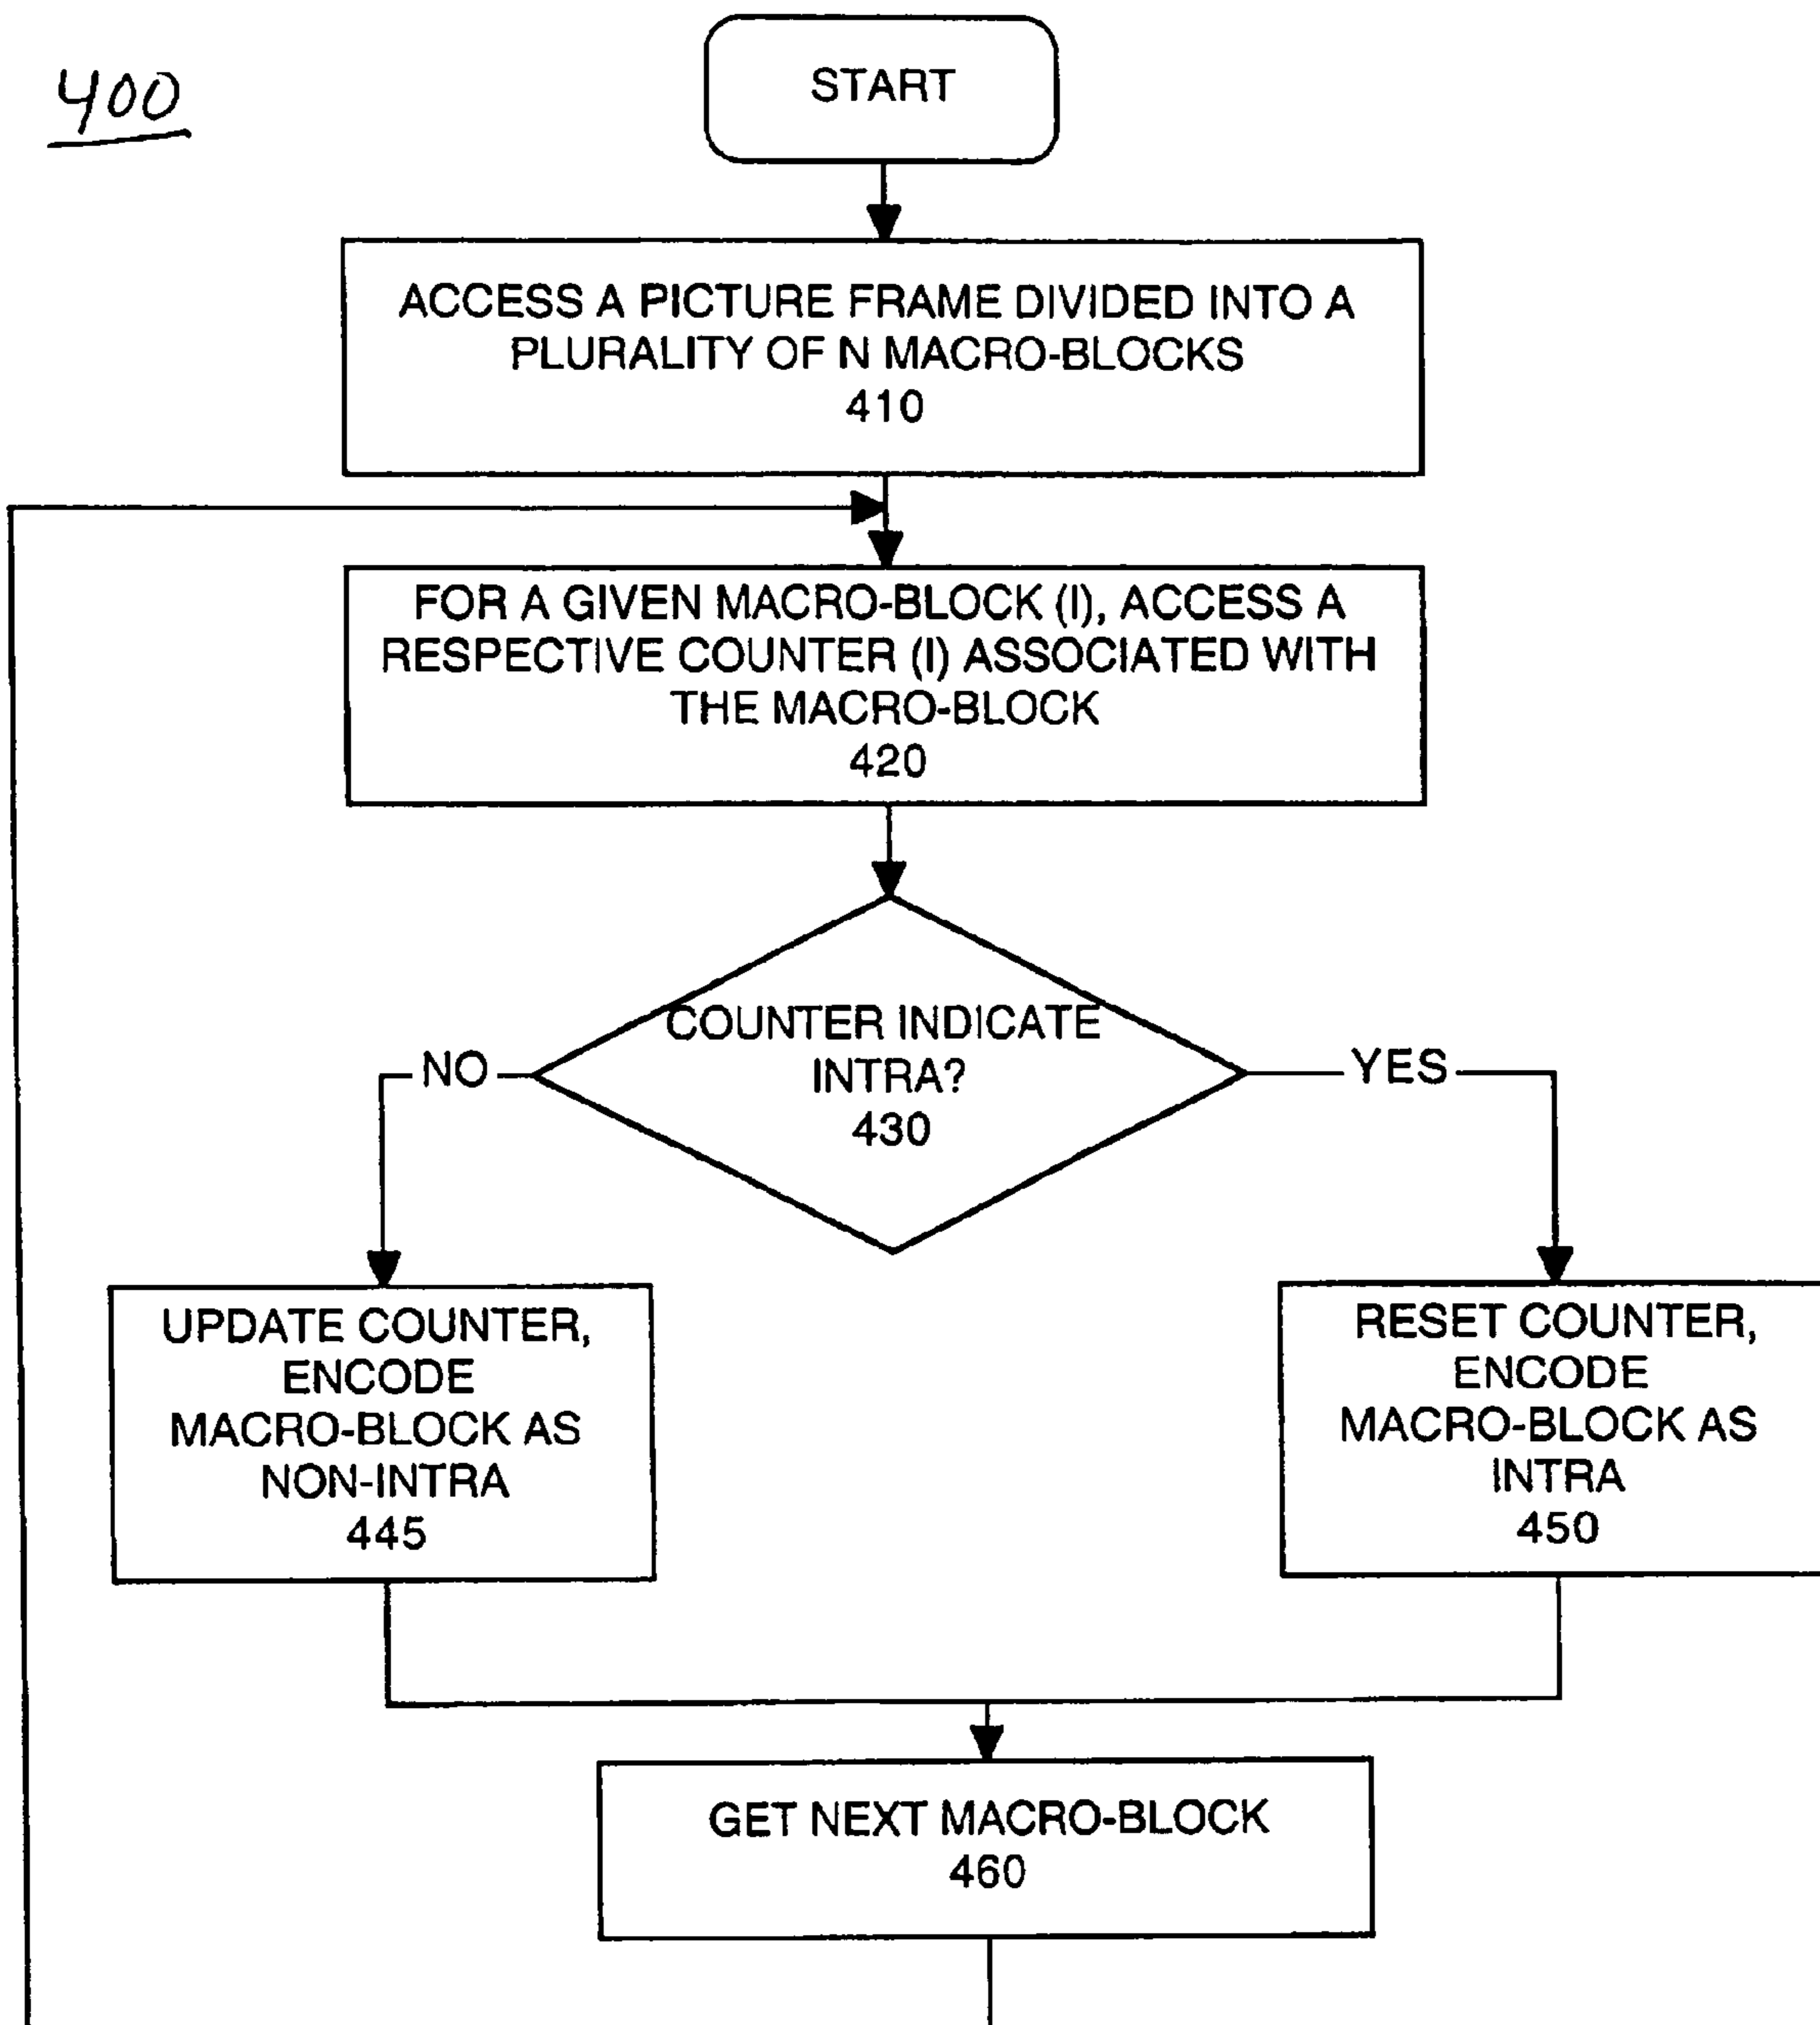 400
START
ACCESS A PICTURE FRAME DIVIDED INTO A
PLURALITY OF N MACRO-BLOCKS
410
FOR A GIVEN MACRO-BLOCK (I), ACCESS A
RESPECTIVE COUNTER (I) ASSOCIATED WITH
THE MACRO-BLOCK
420
COUNTER INDICATE
INTRA?
430
NO
YES
UPDATE COUNTER,
ENCODE
MACRO-BLOCK AS
NON-INTRA
445
RESET COUNTER,
ENCODE
MACRO-BLOCK AS
INTRA
450
GET NEXT MACRO-BLOCK
460